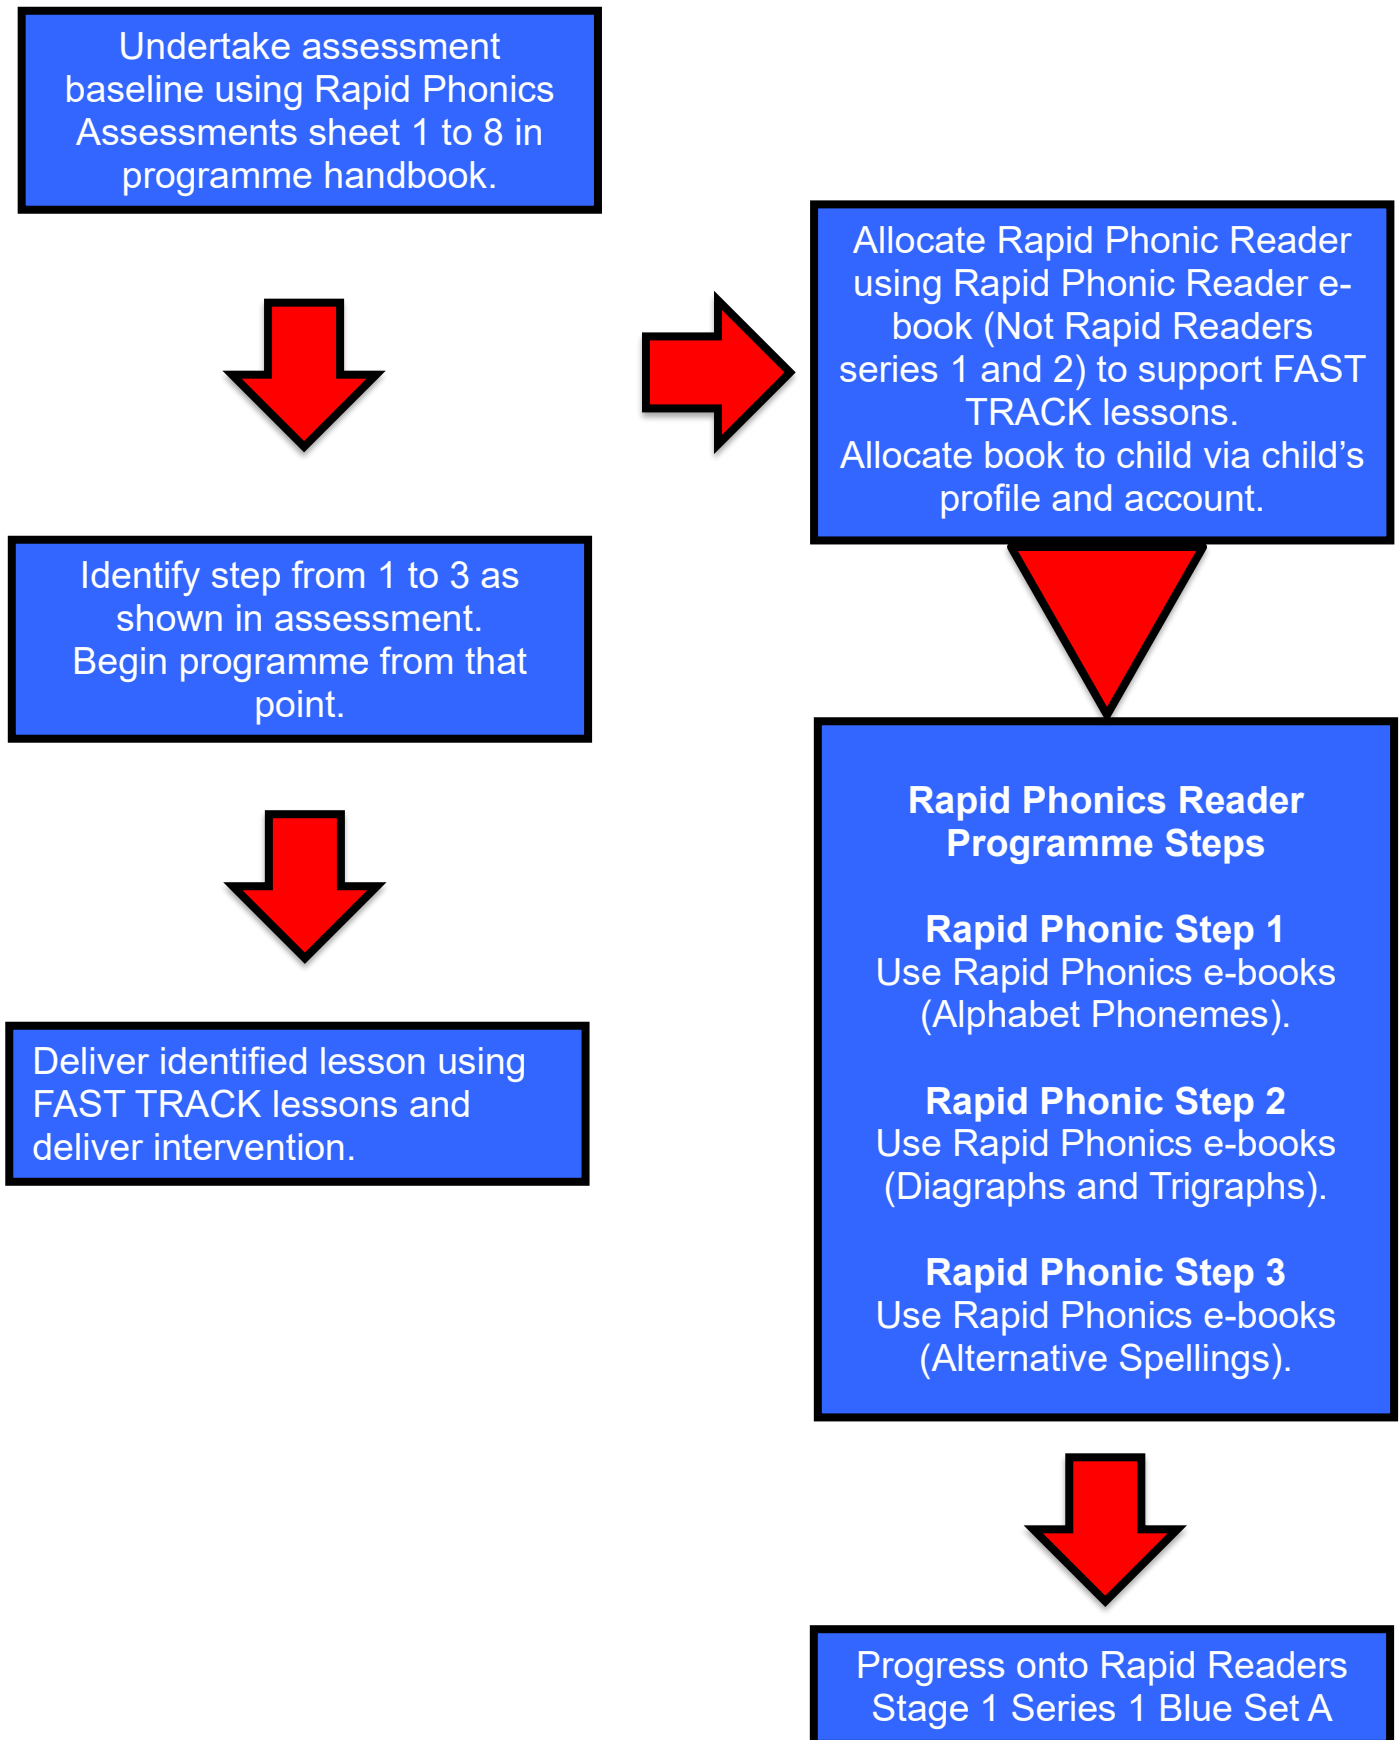 Undertake assessment
baseline using Rapid Phonics
Assessments sheet 1 to 8 in
programme handbook.
Identify step from 1 to 3 as
shown in assessment.
Begin programme from that
point.
Deliver identified lesson using
FAST TRACK lessons and
deliver intervention.
Allocate Rapid Phonic Reader
using Rapid Phonic Reader e-
book (Not Rapid Readers
series 1 and 2) to support FAST
TRACK lessons.
Allocate book to child via child’s
profile and account.
Rapid Phonics Reader
Programme Steps
Rapid Phonic Step 1
Use Rapid Phonics e-books
(Alphabet Phonemes).
Rapid Phonic Step 2
Use Rapid Phonics e-books
(Diagraphs and Trigraphs).
Rapid Phonic Step 3
Use Rapid Phonics e-books
(Alternative Spellings).
Progress onto Rapid Readers
Stage 1 Series 1 Blue Set A